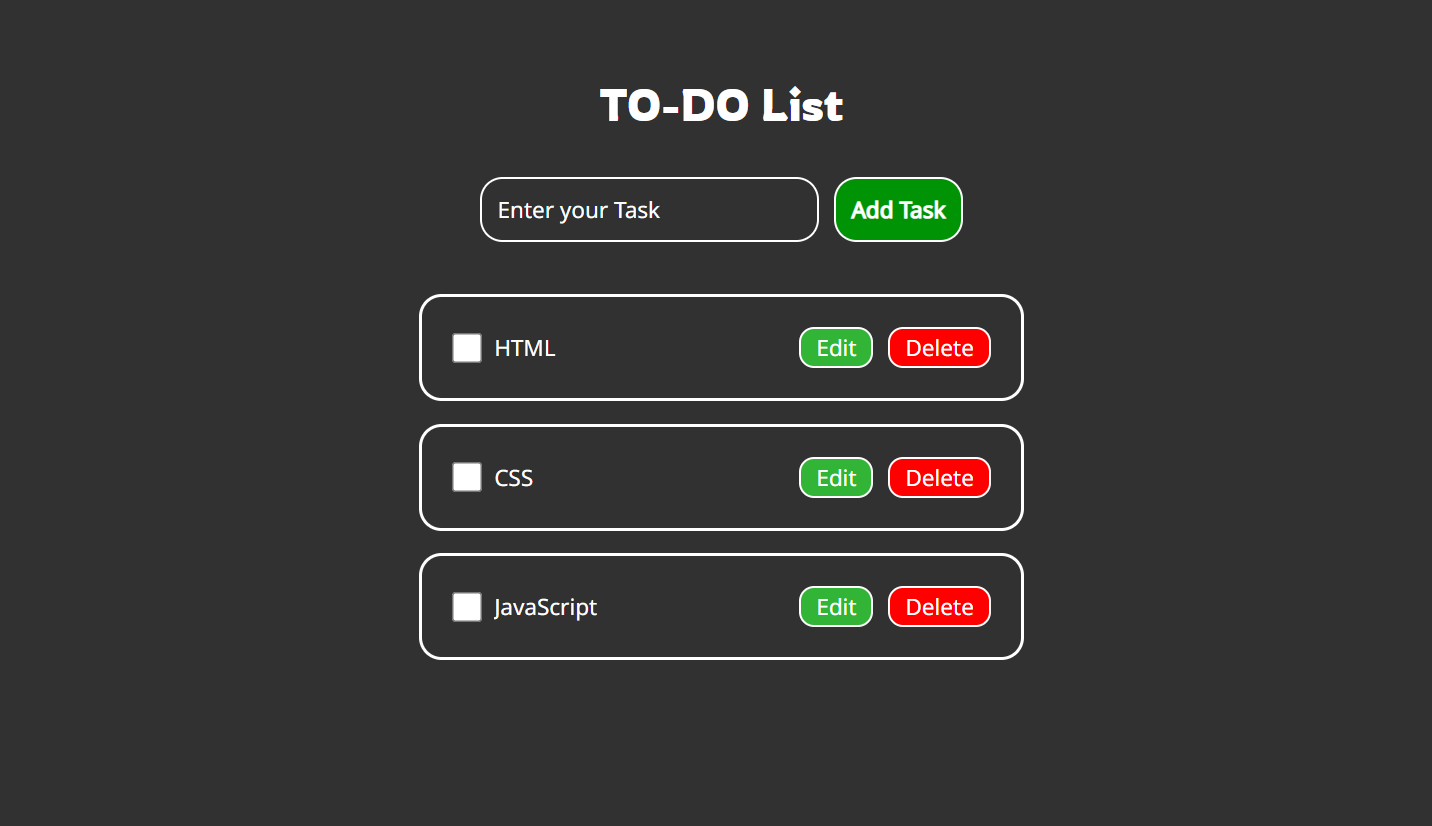 TO-DO List
Enter your Task Add Task
HTML Edit Delete
CSS Edit Delete
JavaScript Edit Delete